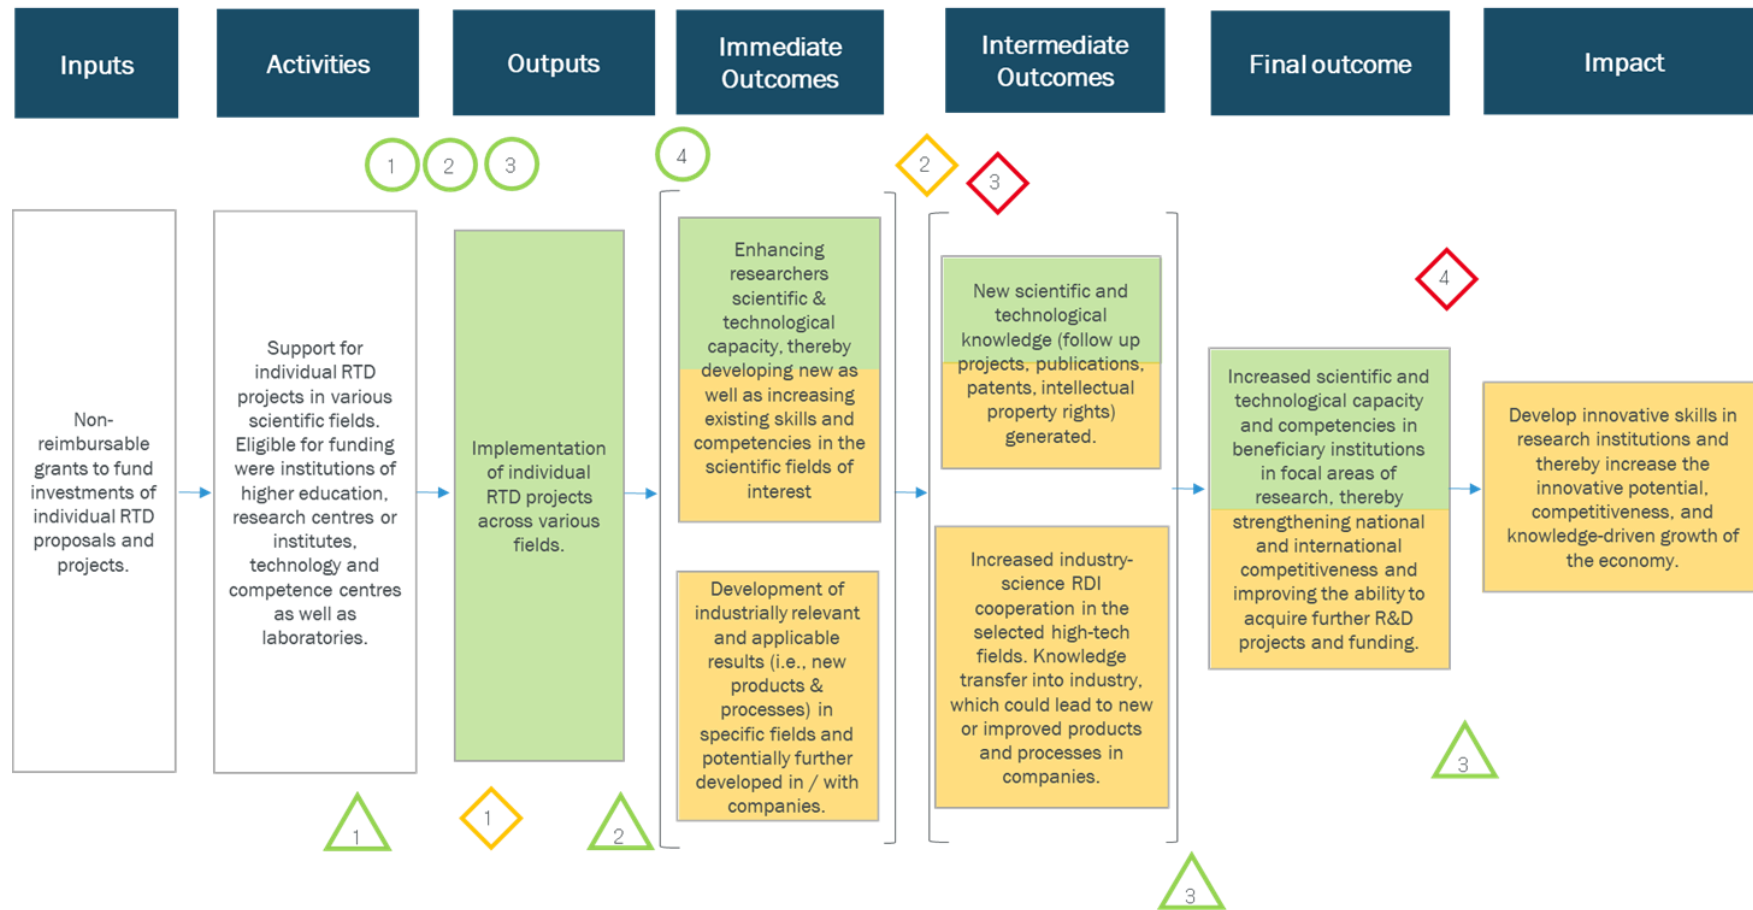 Inputs
Activities
Outputs
Immediate
Outcomes
Intermediate
Outcomes
Final outcome
Impact
1
2
3
4
2
3
4
Non-
reimbursable
grants to fund
investments of
individual RTD
proposals and
projects.
Support for
individual RTD
projects in various
scientific fields.
Eligible for funding
were institutions of
higher education,
research centres or
institutes,
technology and
competence centres
as well as
laboratories.
Implementation
of individual
RTD projects
across various
fields.
Enhancing
researchers
scientific &
technological
capacity, thereby
developing new as
well as increasing
existing skills and
competencies in the
scientific fields of
interest
Development of
industrially relevant
and applicable
results (i.e., new
products &
processes) in
specific fields and
potentially further
developed in / with
companies.
New scientific and
technological
knowledge (follow up
projects, publications,
patents, intellectual
property rights)
generated.
Increased industry-
science RDI
cooperation in the
selected high-tech
fields. Knowledge
transfer into industry,
which could lead to new
or improved products
and processes in
companies.
Increased scientific and
technological capacity
and competencies in
beneficiary institutions
in focal areas of
research, thereby
strengthening national
and international
competitiveness and
improving the ability to
acquire further R&D
projects and funding.
Develop innovative skills in
research institutions and
thereby increase the
innovative potential,
competitiveness, and
knowledge-driven growth of
the economy.
1
1
2
3
3